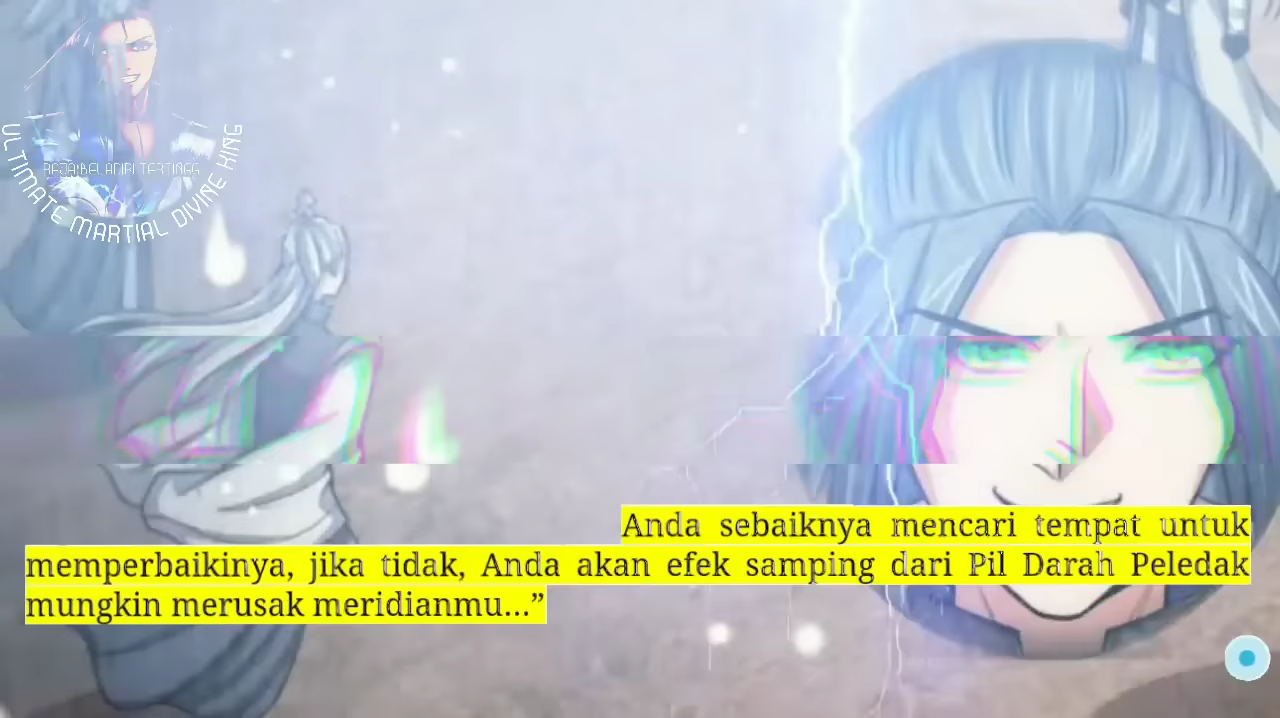 ULTIMATE MARTIAL DIVINE KING
Anda sebaiknya mencari tempat untuk
memperbaikinya, jika tidak, Anda akan efek samping dari Pil Darah Peledak
mungkin merusak meridianmu...”